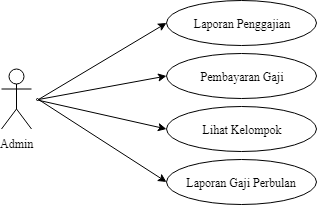 Laporan Penggajian
Pembayaran Gaji
Lihat Kelompok
Admin
Laporan Gaji Perbulan